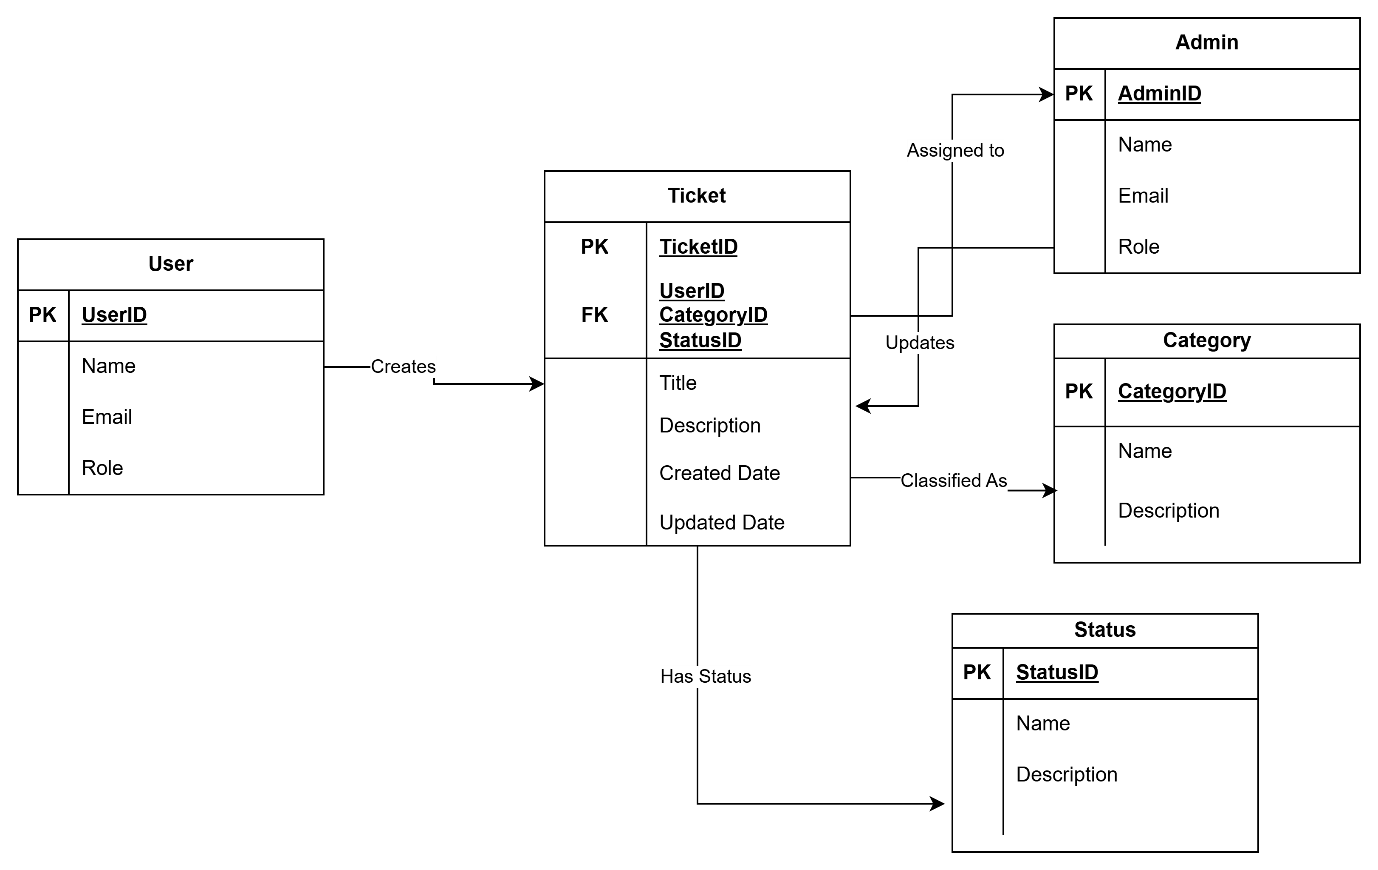 User
PK UserID
Name
Email
Role
Creates
Ticket
PK TicketID
UserID
FK CategoryID
StatusID
Title
Description
Created Date
Updated Date
Assigned to
Updates
Classified As
Has Status
Admin
PK AdminID
Name
Email
Role
Category
PK CategoryID
Name
Description
Status
PK StatusID
Name
Description